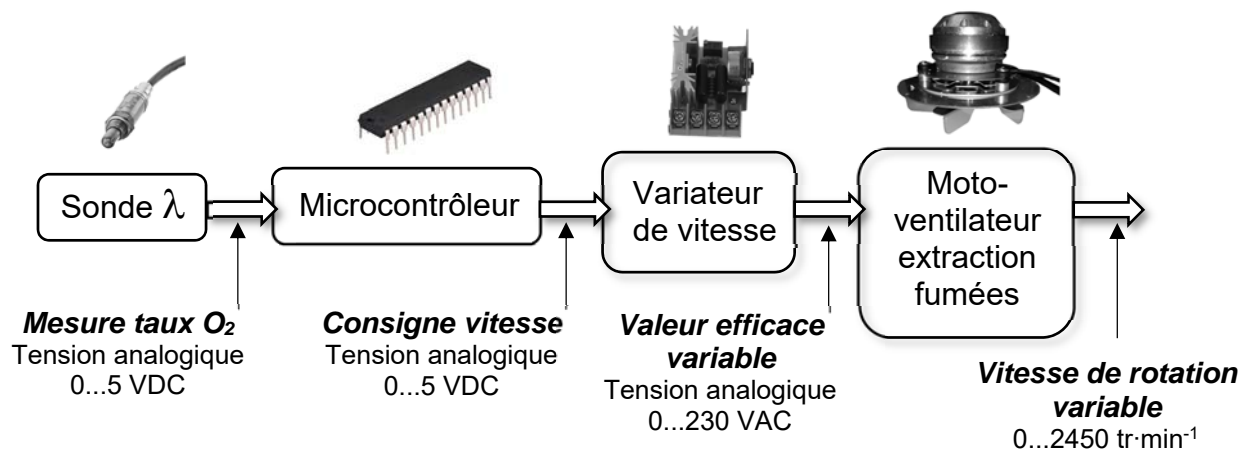 Sonde λ
Microcontrôleur
Variateur
de vitesse
Moto-
ventilateur
extraction
fumées
Mesure taux O₂
Tension analogique
0...5 VDC
Consigne vitesse
Tension analogique
0...5 VDC
Valeur efficace
variable
Tension analogique
0...230 VAC
Vitesse de rotation
variable
0...2450 tr·min⁻¹